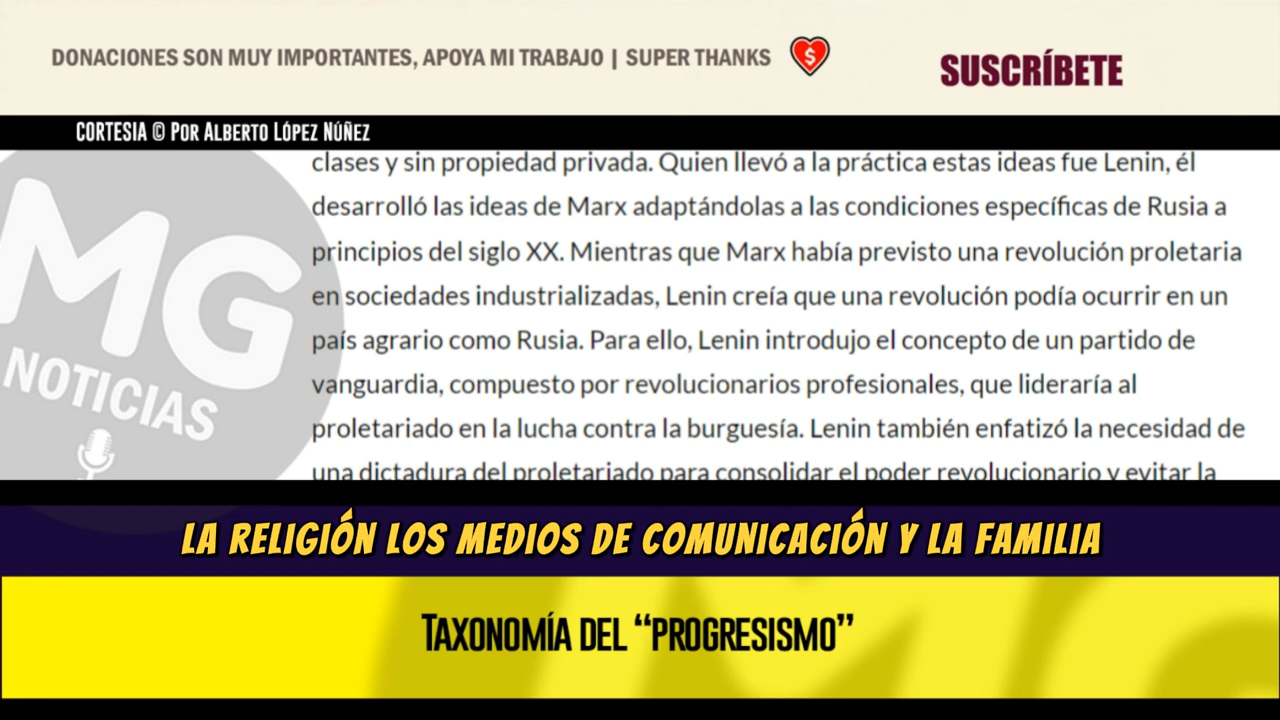 DONACIONES SON MUY IMPORTANTES, APOYA MI TRABAJO | SUPER THANKS
$
SUSCRÍBETE
CORTESIA © POR ALBERTO LÓPEZ NÚÑEZ
MG
NOTICIAS
clases y sin propiedad privada. Quien llevó a la práctica estas ideas fue Lenin, él
desarrolló las ideas de Marx adaptándolas a las condiciones específicas de Rusia a
principios del siglo XX. Mientras que Marx había previsto una revolución proletaria
en sociedades industrializadas, Lenin creía que una revolución podía ocurrir en un
país agrario como Rusia. Para ello, Lenin introdujo el concepto de un partido de
vanguardia, compuesto por revolucionarios profesionales, que lideraría al
proletariado en la lucha contra la burguesía. Lenin también enfatizó la necesidad de
una dictadura del proletariado para consolidar el poder revolucionario y evitar la
LA RELIGIÓN LOS MEDIOS DE COMUNICACIÓN Y LA FAMILIA
TAXONOMÍA DEL “PROGRESISMO”